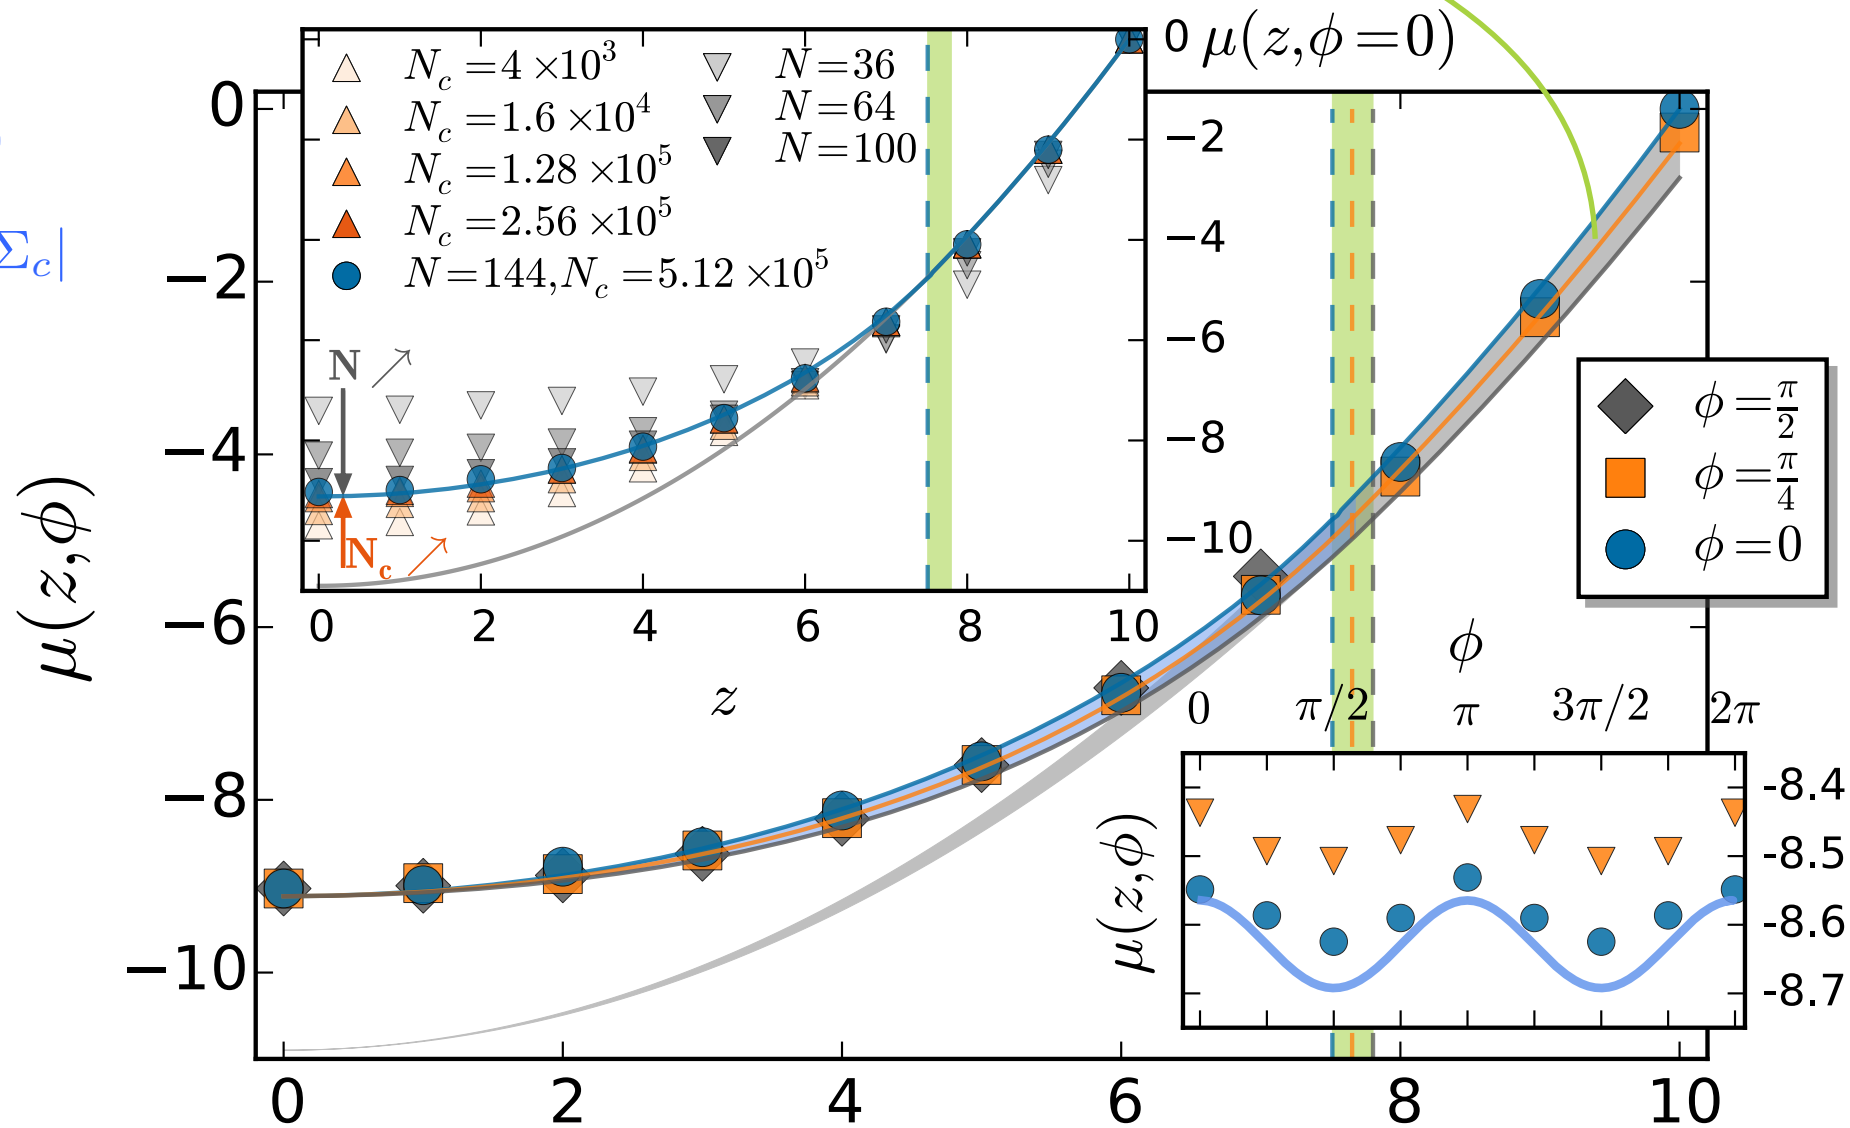 Σ_c|
μ(z,ϕ)
0
−2
−4
−6
−8
−10
0 2 4 6 8 10
N_c=4×10^3
N_c=1.6×10^4
N_c=1.28×10^5
N_c=2.56×10^5
N=144,N_c=5.12×10^5
N=36
N=64
N=100
N
N_c
0 2 4 6 8 10
z
0 μ(z,ϕ=0)
−2
−4
−6
−8
−10
ϕ=π/2
ϕ=π/4
ϕ=0
ϕ
0 π/2 π 3π/2 2π
μ(z,ϕ)
-8.4
-8.5
-8.6
-8.7